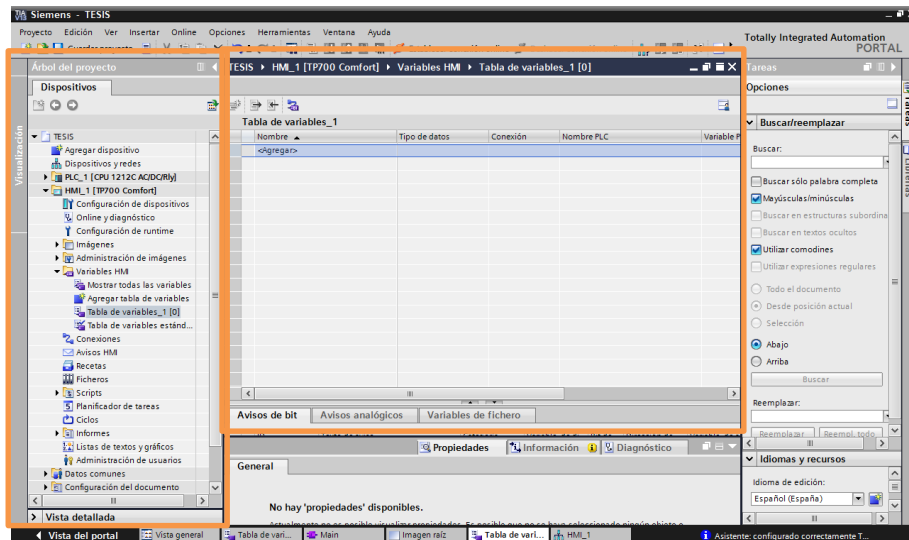 Siemens - TESIS
Proyecto Edición Ver Insertar Online Opciones Herramientas Ventana Ayuda
Totally Integrated Automation
PORTAL
Árbol del proyecto
Dispositivos
Visualización
TESIS
Agregar dispositivo
Dispositivos y redes
PLC_1 [CPU 1212C AC/DC/Rly]
HMI_1 [TP700 Comfort]
Configuración de dispositivos
Online y diagnóstico
Configuración de runtime
Imágenes
Administración de imágenes
Variables HMI
Mostrar todas las variables
Agregar tabla de variables
Tabla de variables_1 [0]
Tabla de variables estánd...
Conexiones
Avisos HMI
Recetas
Ficheros
Scripts
Planificador de tareas
Ciclos
Informes
Listas de textos y gráficos
Administración de usuarios
Datos comunes
Configuración del documento
Vista detallada
TESIS HMI_1 [TP700 Comfort] Variables HMI Tabla de variables_1 [0]
Tabla de variables_1
Nombre Tipo de datos Conexión Nombre PLC Variable P
<Agregar>
Avisos de bit Avisos analógicos Variables de fichero
Propiedades Información Diagnóstico
General
No hay 'propiedades' disponibles.
Tareas
Opciones
Buscar/reemplazar
Buscar:
Buscar sólo palabra completa
Mayúsculas/minúsculas
Buscar en estructuras subordina
Buscar en textos ocultos
Utilizar comodines
Utilizar expresiones regulares
Todo el documento
Desde posición actual
Selección
Abajo
Arriba
Buscar
Reemplazar:
Reemplazar Reempl. todo
Idiomas y recursos
Idioma de edición:
Español (España)
Tareas
Vista del portal Vista general Tabla de vari... Main Imagen raíz Tabla de vari... HMI_1 Asistente: configurado correctamente T...